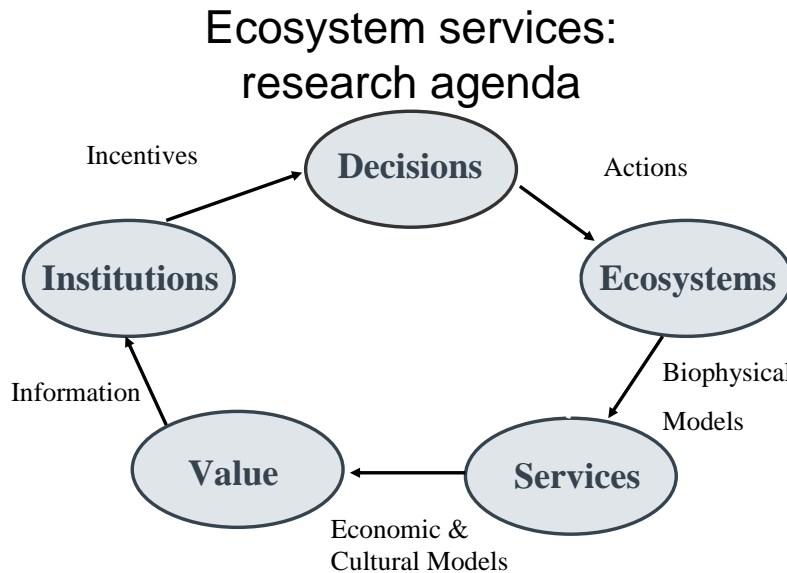 Ecosystem services:
research agenda
Incentives
Decisions
Actions
Institutions
Ecosystems
Information
Biophysical
Models
Value
Services
Economic &
Cultural Models